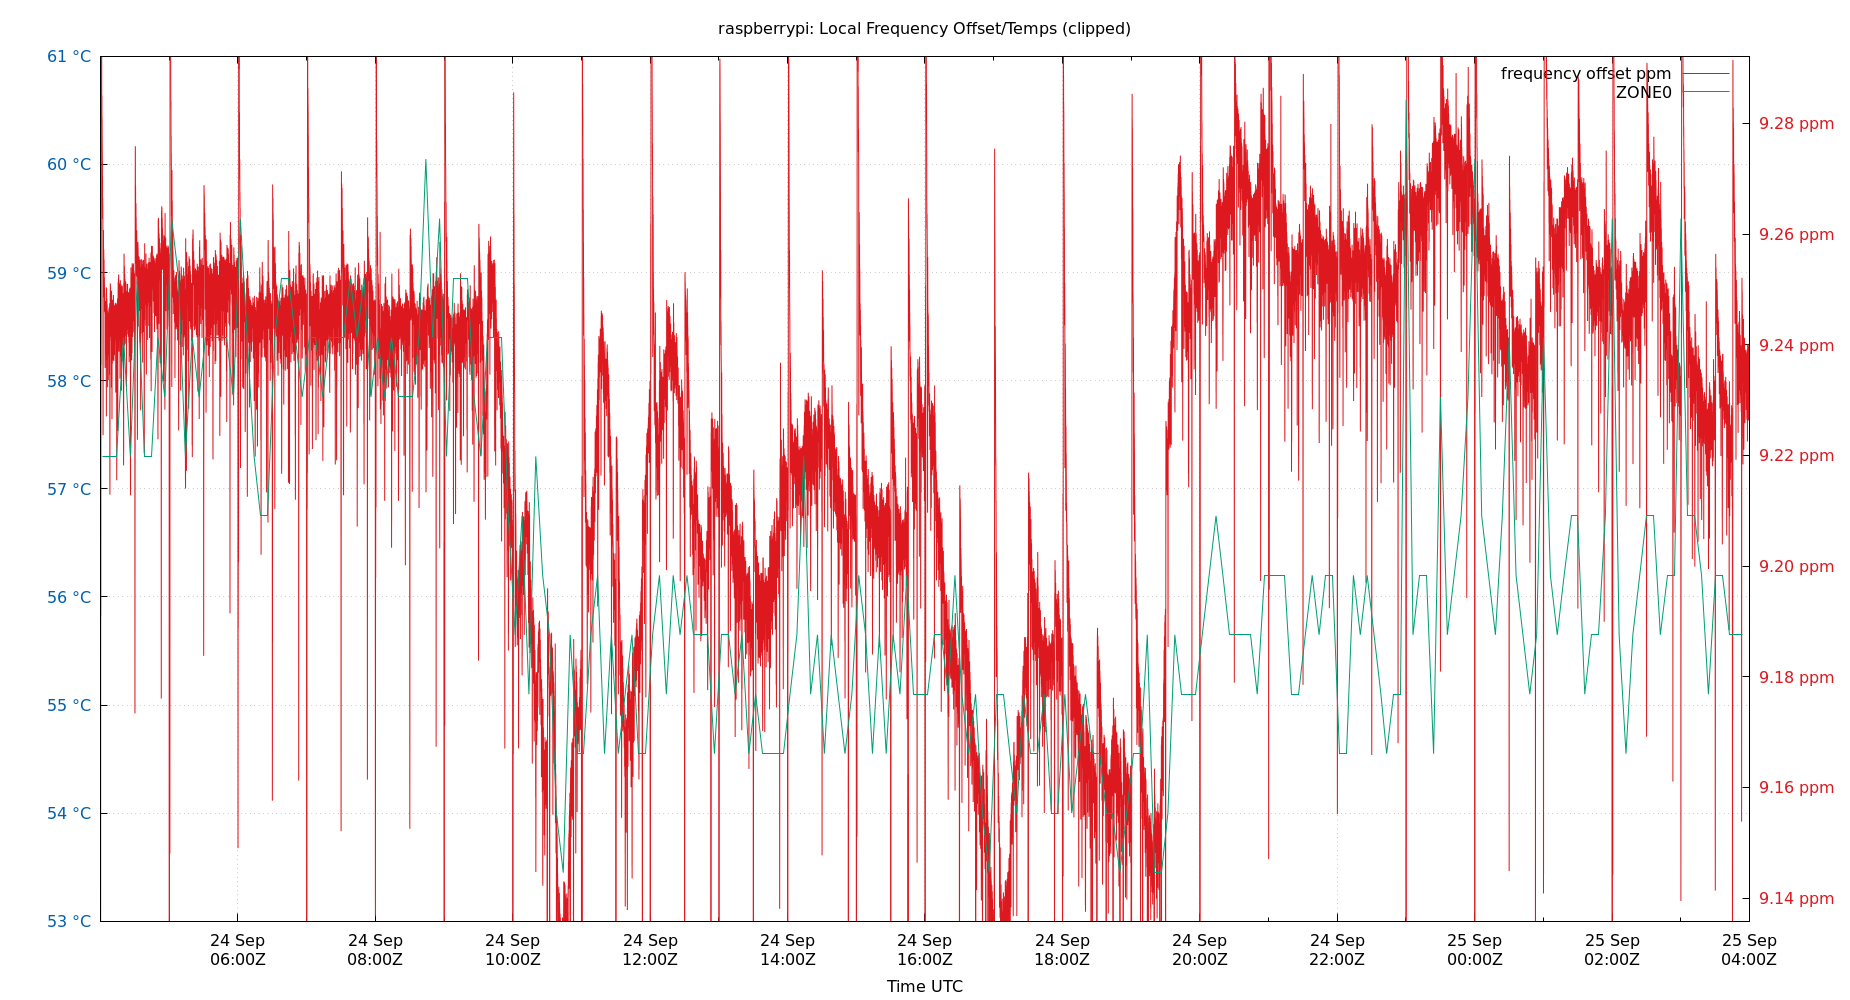 raspberrypi: Local Frequency Offset/Temps (clipped)
61 °C
60 °C
59 °C
58 °C
57 °C
56 °C
55 °C
54 °C
53 °C
frequency offset ppm
ZONE0
9.28 ppm
9.26 ppm
9.24 ppm
9.22 ppm
9.20 ppm
9.18 ppm
9.16 ppm
9.14 ppm
24 Sep
06:00Z
24 Sep
08:00Z
24 Sep
10:00Z
24 Sep
12:00Z
24 Sep
14:00Z
24 Sep
16:00Z
24 Sep
18:00Z
24 Sep
20:00Z
24 Sep
22:00Z
25 Sep
00:00Z
25 Sep
02:00Z
25 Sep
04:00Z
Time UTC